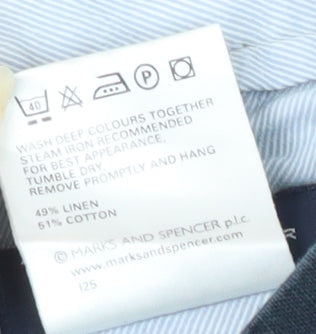 40 P
WASH DEEP COLOURS TOGETHER
STEAM IRON RECOMMENDED
FOR BEST APPEARANCE,
TUMBLE DRY
REMOVE PROMPTLY AND HANG
49% LINEN
51% COTTON
© MARKS AND SPENCER p.l.c.
www.marksandspencer.com
125